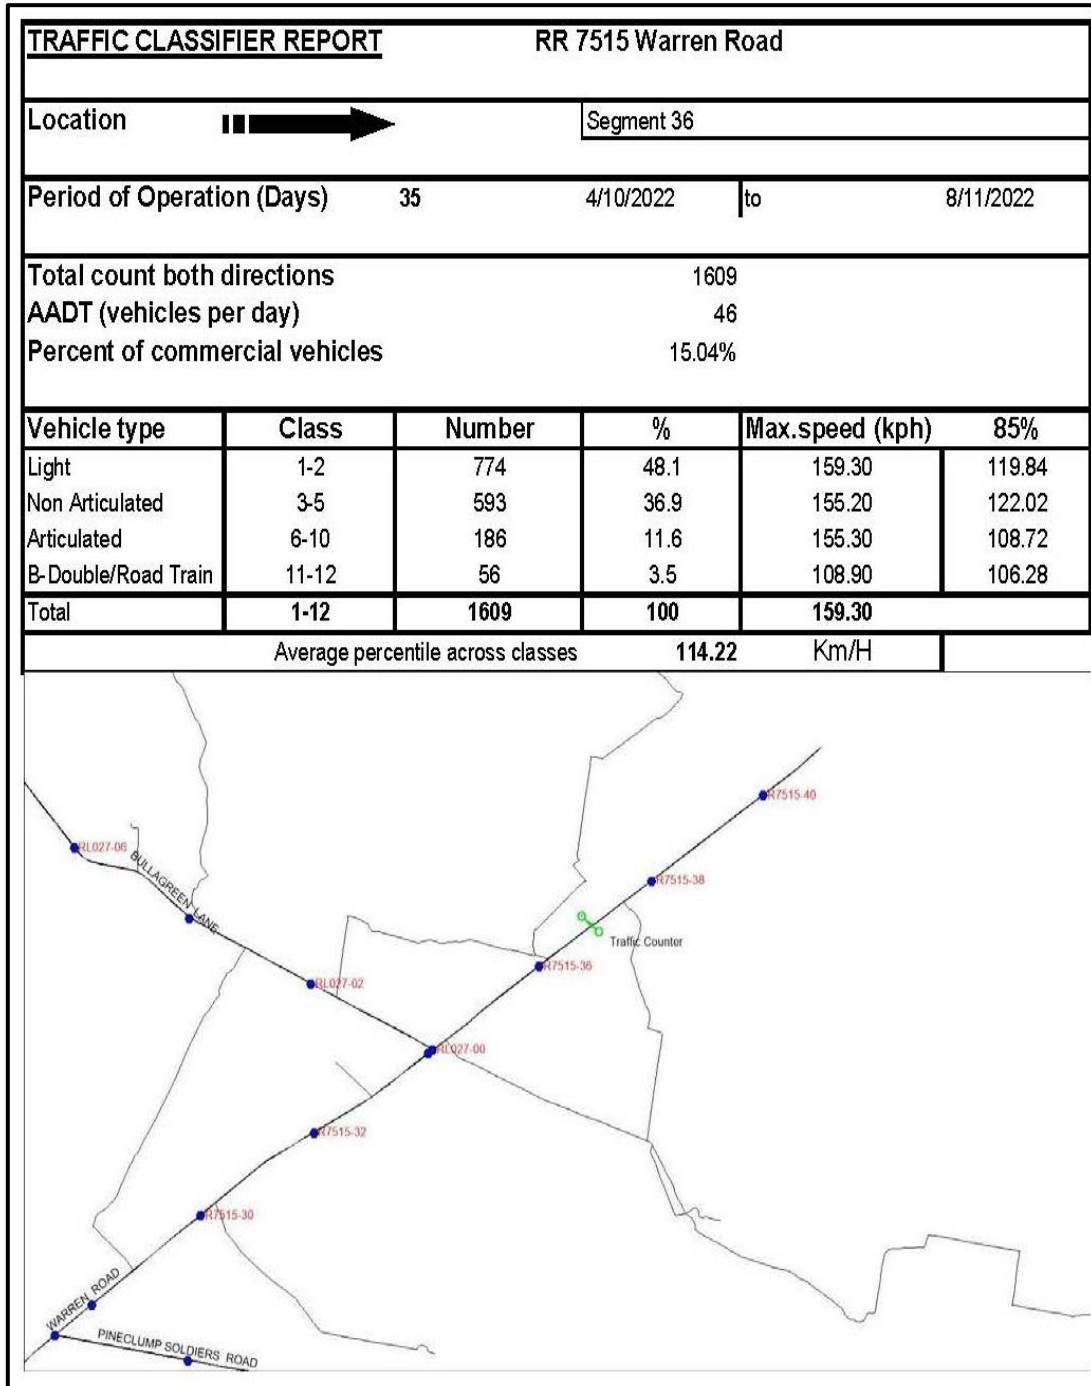 TRAFFIC CLASSIFIER REPORT RR 7515 Warren Road
Location Segment 36
Period of Operation (Days) 35 4/10/2022 to 8/11/2022
Total count both directions 1609
AADT (vehicles per day) 46
Percent of commercial vehicles 15.04%
Vehicle type Class Number % Max.speed (kph) 85%
Light 1-2 774 48.1 159.30 119.84
Non Articulated 3-5 593 36.9 155.20 122.02
Articulated 6-10 186 11.6 155.30 108.72
B-Double/Road Train 11-12 56 3.5 108.90 106.28
Total 1-12 1609 100 159.30
Average percentile across classes 114.22 Km/H
R7515-40
RL027-06
BULLAGREEN LANE
R7515-38
Traffic Counter
R7515-36
RL027-02
RL027-00
R7515-32
R7515-30
WARREN ROAD
PINECLUMP SOLDIERS ROAD